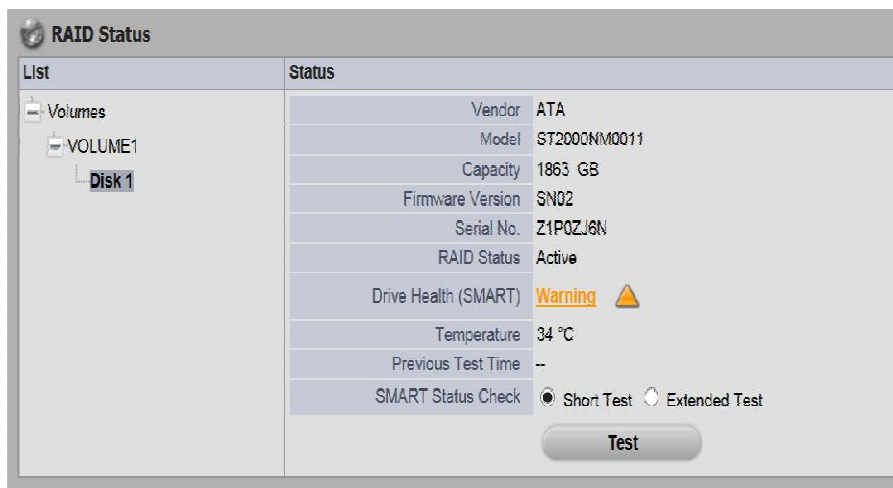 RAID Status
List
Status
Volumes
VOLUME1
Disk 1
Vendor ATA
Model ST2000NM0011
Capacity 1863 GB
Firmware Version SN02
Serial No. Z1P0ZJ6N
RAID Status Active
Drive Health (SMART) Warning
Temperature 34 °C
Previous Test Time --
SMART Status Check Short Test Extended Test
Test